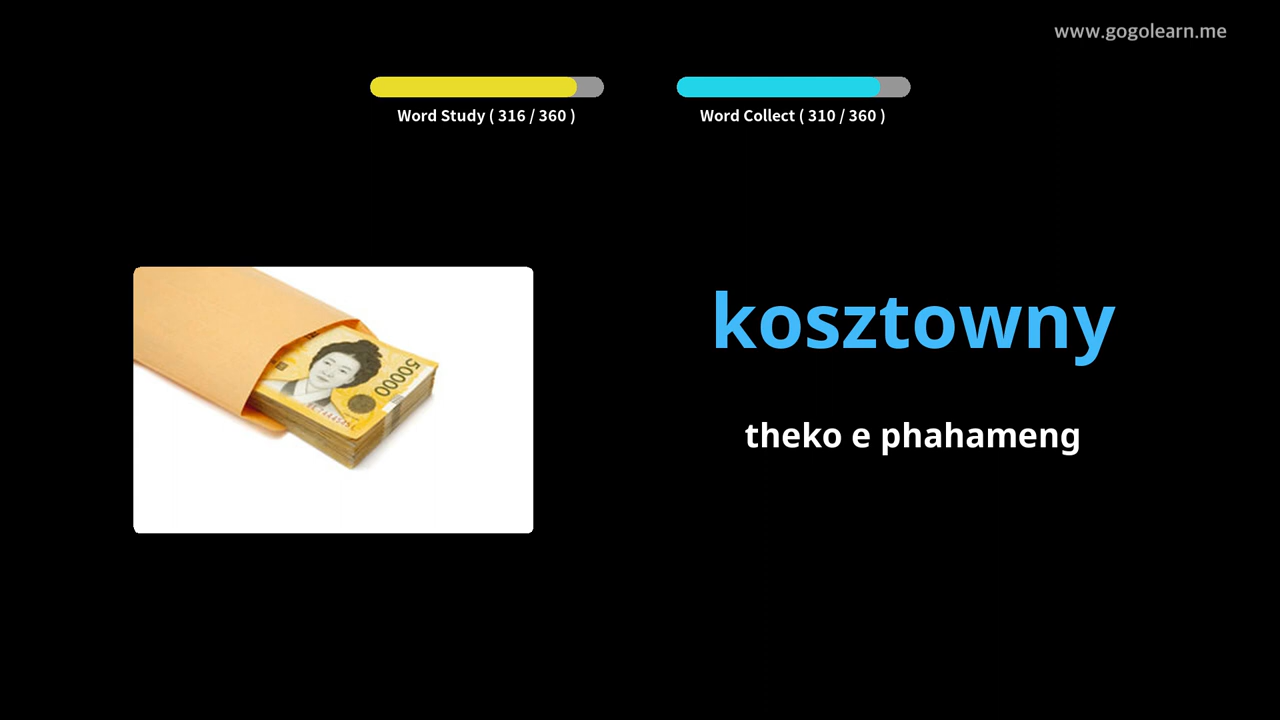 www.gogolearn.me
Word Study ( 316 / 360 )
Word Collect ( 310 / 360 )
50000
kosztowny
theko e phahameng